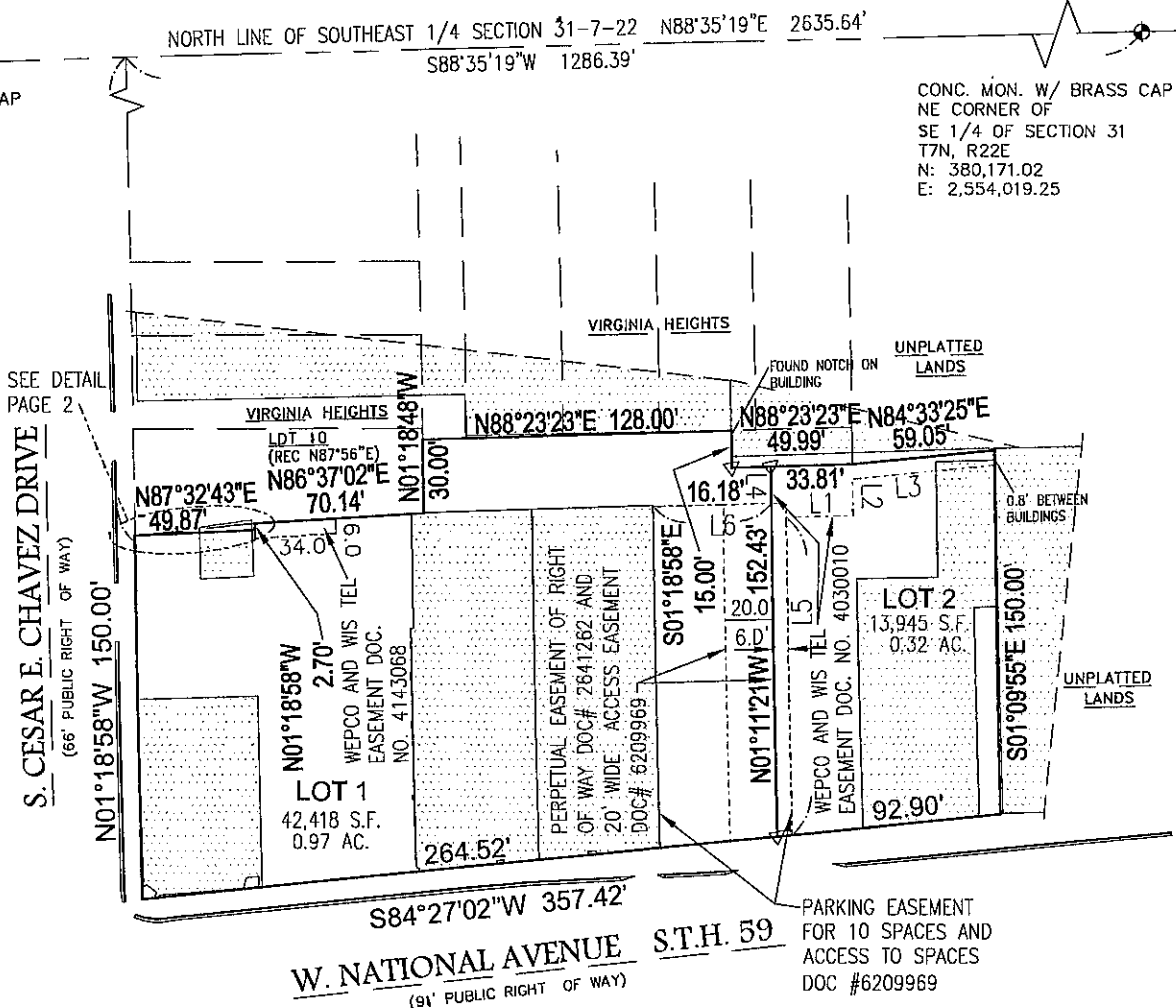 NORTH LINE OF SOUTHEAST 1/4 SECTION 31-7-22 N88°35'19"E 2635.64'
S88°35'19"W 1286.39'
AP
CONC. MON. W/ BRASS CAP
NE CORNER OF
SE 1/4 OF SECTION 31
T7N, R22E
N: 380,171.02
E: 2,554,019.25
VIRGINIA HEIGHTS
UNPLATTED
LANDS
FOUND NOTCH ON
BUILDING
SEE DETAIL
PAGE 2
VIRGINIA HEIGHTS
LDT 10
(REC N87°56"E)
N86°37'02"E
70.14'
N01°18'48"W
30.00'
N88°23'23"E 128.00'
N88°23'23"E
49.99'
N84°33'25"E
59.05'
N87°32'43"E
49.87'
34.0'
6.0
16.18'
33.81'
L4
L1
L2
L3
L6
L5
0.8' BETWEEN
BUILDINGS
S. CESAR E. CHAVEZ DRIVE
(66' PUBLIC RIGHT OF WAY)
N01°18'58"W 150.00'
N01°18'58"W
2.70'
WEPCO AND WIS TEL
EASEMENT DOC.
NO. 4143068
LOT 1
42,418 S.F.
0.97 AC.
PERPETUAL EASEMENT OF RIGHT
OF WAY DOC# 2641262 AND
20' WIDE ACCESS EASEMENT
DOC# 6209969
S01°18'58"E
15.00'
20.0
6.0'
N01°11'21"W 152.43'
WEPCO AND WIS TEL
EASEMENT DOC. NO. 4030010
LOT 2
13,945 S.F.
0.32 AC.
S01°09'55"E 150.00'
UNPLATTED
LANDS
264.52'
92.90'
S84°27'02"W 357.42'
W. NATIONAL AVENUE S.T.H. 59
(91' PUBLIC RIGHT OF WAY)
PARKING EASEMENT
FOR 10 SPACES AND
ACCESS TO SPACES
DOC #6209969